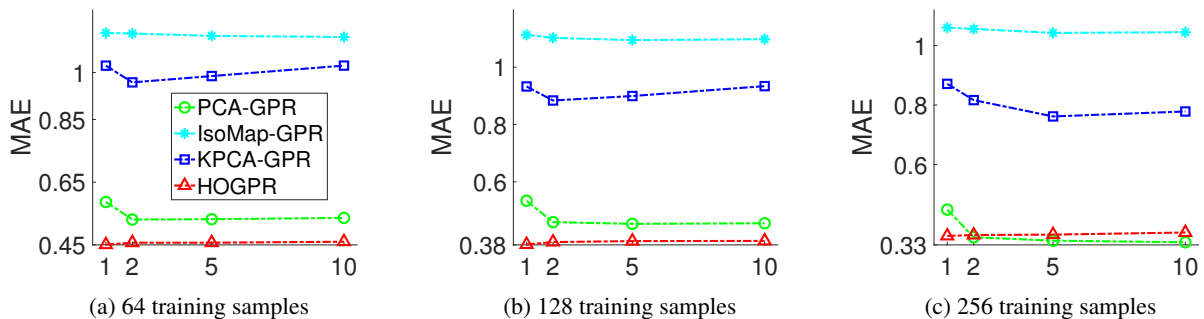 MAE
1
0.85
0.65
0.45
1 2 5 10
PCA-GPR
IsoMap-GPR
KPCA-GPR
HOGPR
(a) 64 training samples
MAE
1
0.8
0.6
0.38
1 2 5 10
(b) 128 training samples
MAE
1
0.8
0.6
0.33
1 2 5 10
(c) 256 training samples